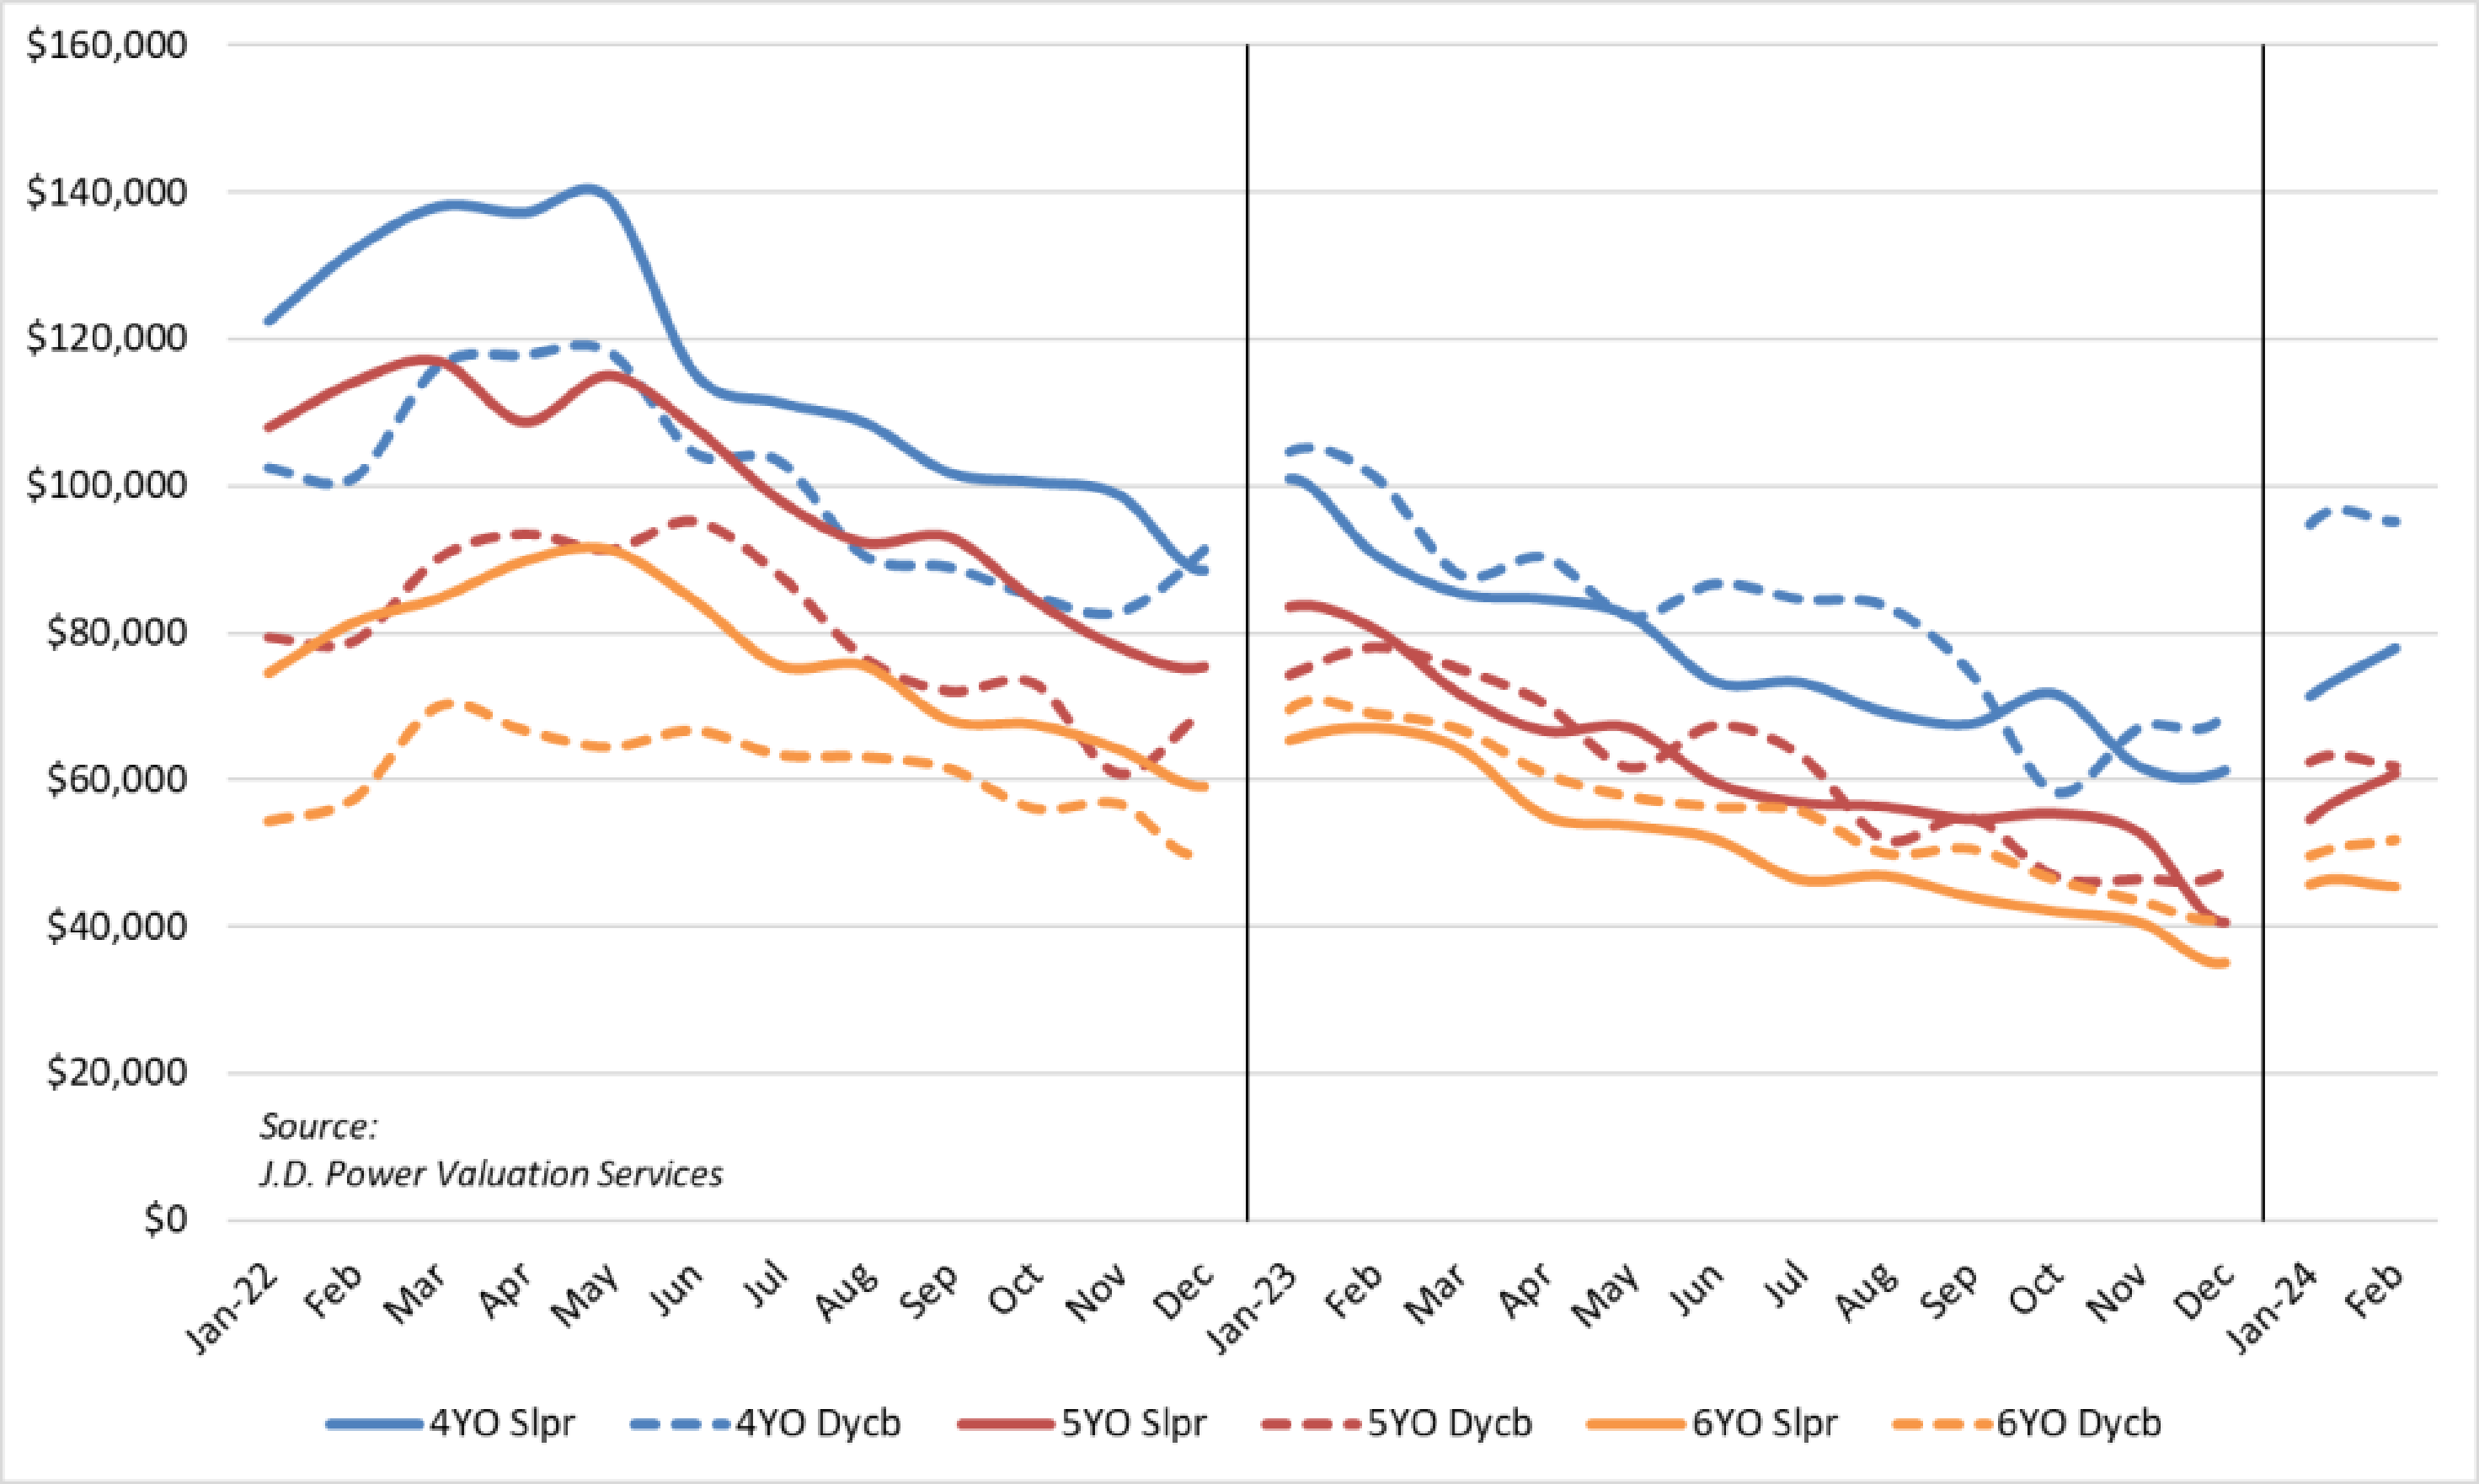 $160,000
$140,000
$120,000
$100,000
$80,000
$60,000
$40,000
$20,000
$0
Source:
J.D. Power Valuation Services
Jan-22 Feb Mar Apr May Jun Jul Aug Sep Oct Nov Dec Jan-23 Feb Mar Apr May Jun Jul Aug Sep Oct Nov Dec Jan-24 Feb
4YO Slpr 4YO Dycb 5YO Slpr 5YO Dycb 6YO Slpr 6YO Dycb